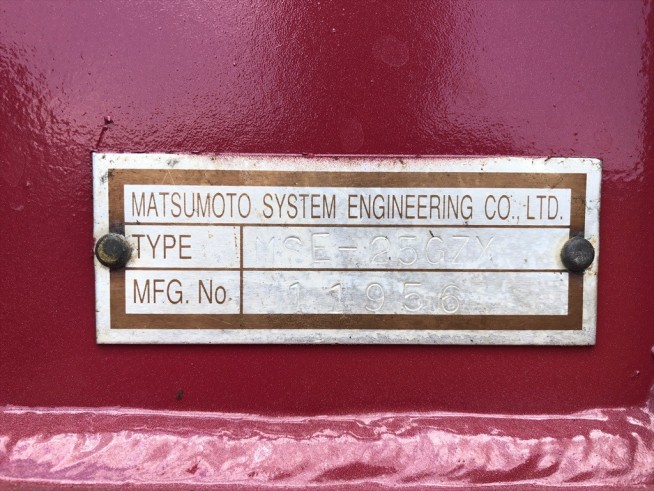 MATSUMOTO SYSTEM ENGINEERING CO., LTD.
TYPE
MFG. No. 11956